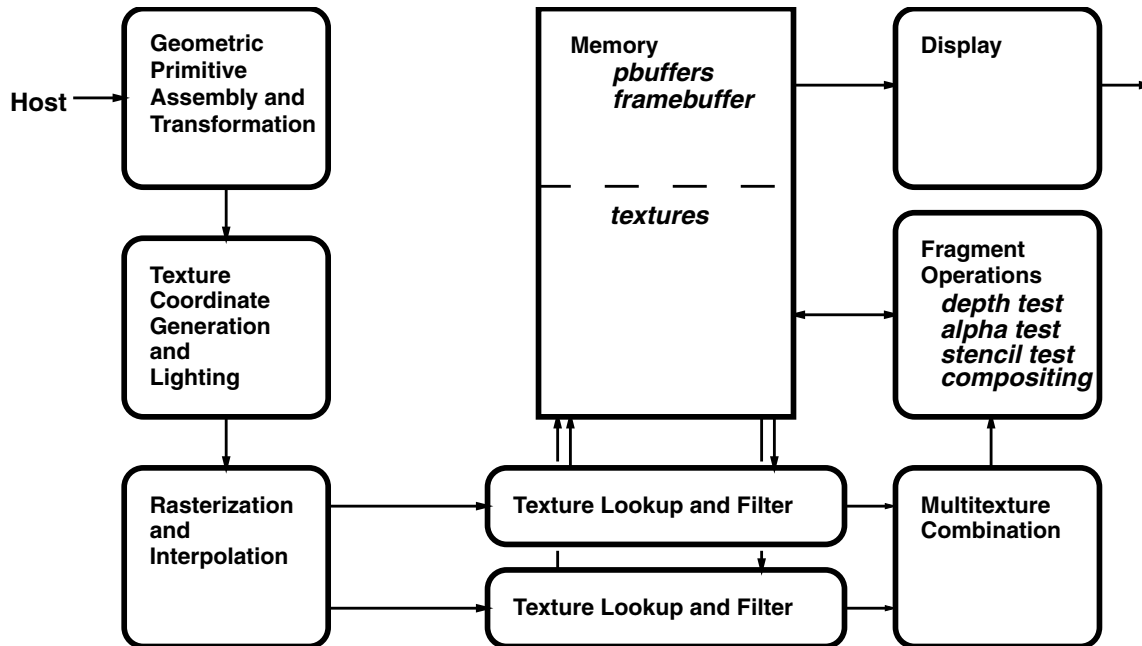 Host
Geometric
Primitive
Assembly and
Transformation
Texture
Coordinate
Generation
and
Lighting
Rasterization
and
Interpolation
Memory
pbuffers
framebuffer
textures
Texture Lookup and Filter
Texture Lookup and Filter
Display
Fragment
Operations
depth test
alpha test
stencil test
compositing
Multitexture
Combination